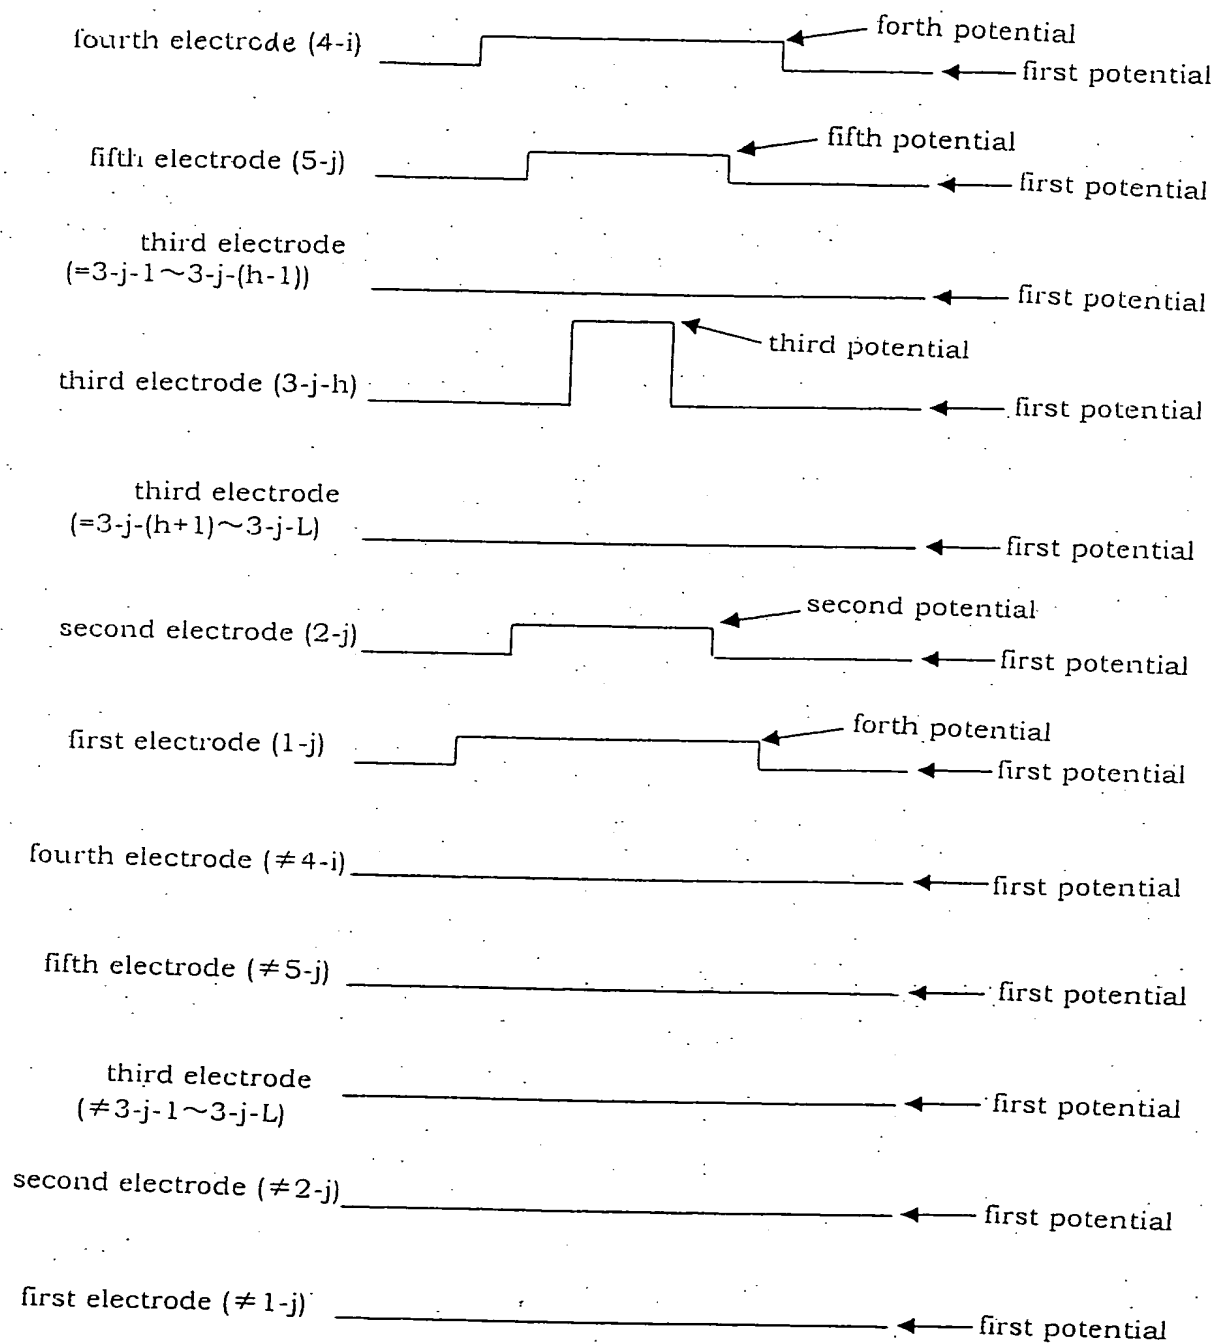 fourth electrode (4-i)
forth potential
first potential
fifth electrode (5-j)
fifth potential
first potential
third electrode
(=3-j-1～3-j-(h-1))
first potential
third potential
third electrode (3-j-h)
first potential
third electrode
(=3-j-(h+1)～3-j-L)
first potential
second potential
second electrode (2-j)
first potential
forth potential
first electrode (1-j)
first potential
fourth electrode (≠4-i)
first potential
fifth electrode (≠5-j)
first potential
third electrode
(≠3-j-1～3-j-L)
first potential
second electrode (≠2-j)
first potential
first electrode (≠1-j)
first potential